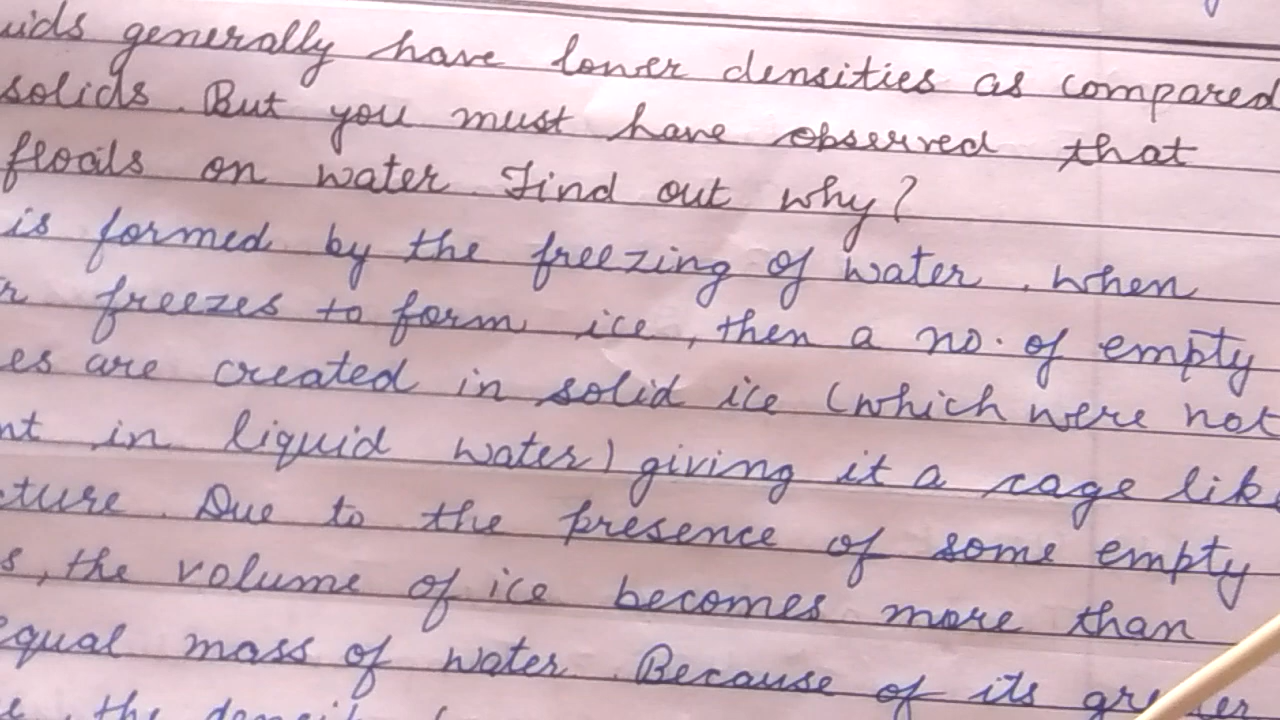 uids generally have lower densities as compared
solids. But you must have observed that
floats on water. Find out why?
is formed by the freezing of water. when
r freezes to form ice, then a no. of empty
es are created in solid ice (which were not
nt in liquid water) giving it a cage like
cture. Due to the presence of some empty
s, the volume of ice becomes more than
equal mass of water. Because of its
the